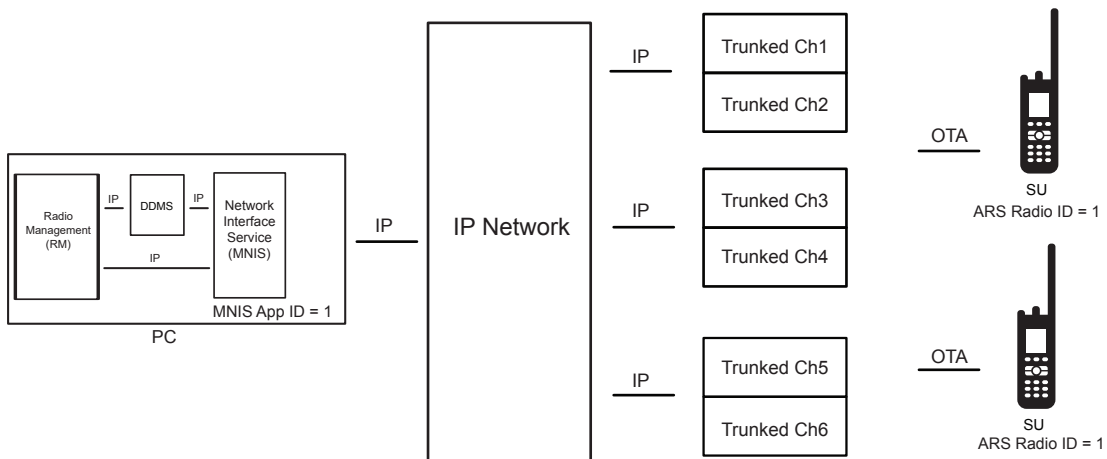 Radio
Management
(RM)
IP
DDMS
IP
Network
Interface
Service
(MNIS)
IP
MNIS App ID = 1
PC
IP
IP Network
IP
Trunked Ch1
Trunked Ch2
IP
Trunked Ch3
Trunked Ch4
IP
Trunked Ch5
Trunked Ch6
OTA
SU
ARS Radio ID = 1
OTA
SU
ARS Radio ID = 1